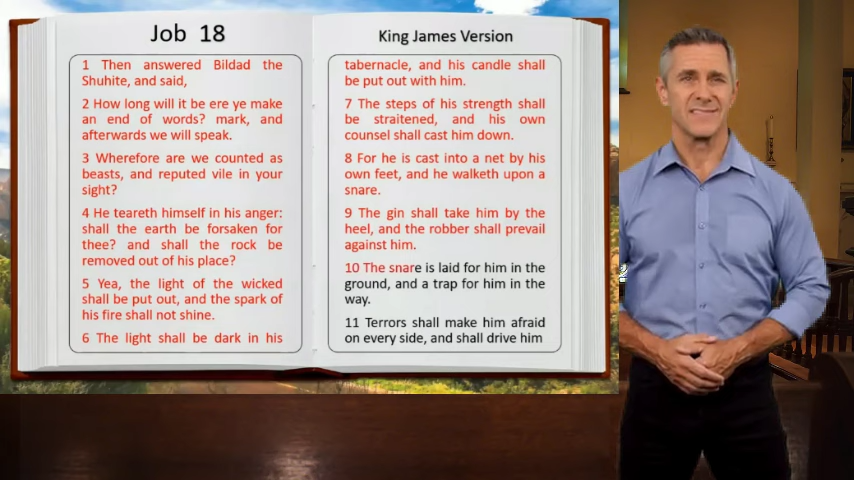 Job 18
1 Then answered Bildad the
Shuhite, and said,
2 How long will it be ere ye make
an end of words? mark, and
afterwards we will speak.
3 Wherefore are we counted as
beasts, and reputed vile in your
sight?
4 He teareth himself in his anger:
shall the earth be forsaken for
thee? and shall the rock be
removed out of his place?
5 Yea, the light of the wicked
shall be put out, and the spark of
his fire shall not shine.
6 The light shall be dark in his
King James Version
tabernacle, and his candle shall
be put out with him.
7 The steps of his strength shall
be straitened, and his own
counsel shall cast him down.
8 For he is cast into a net by his
own feet, and he walketh upon a
snare.
9 The gin shall take him by the
heel, and the robber shall prevail
against him.
10 The snare is laid for him in the
ground, and a trap for him in the
way.
11 Terrors shall make him afraid
on every side, and shall drive him